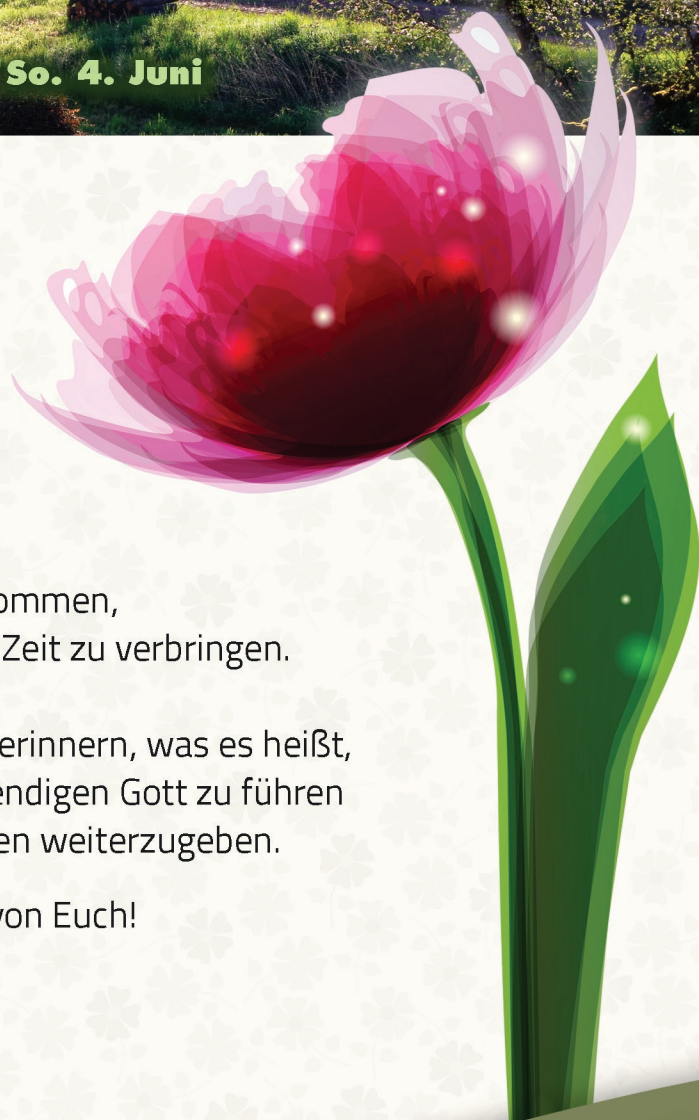 So. 4. Juni
ommen,
Zeit zu verbringen.
erinnern, was es heißt,
endigen Gott zu führen
en weiterzugeben.
von Euch!